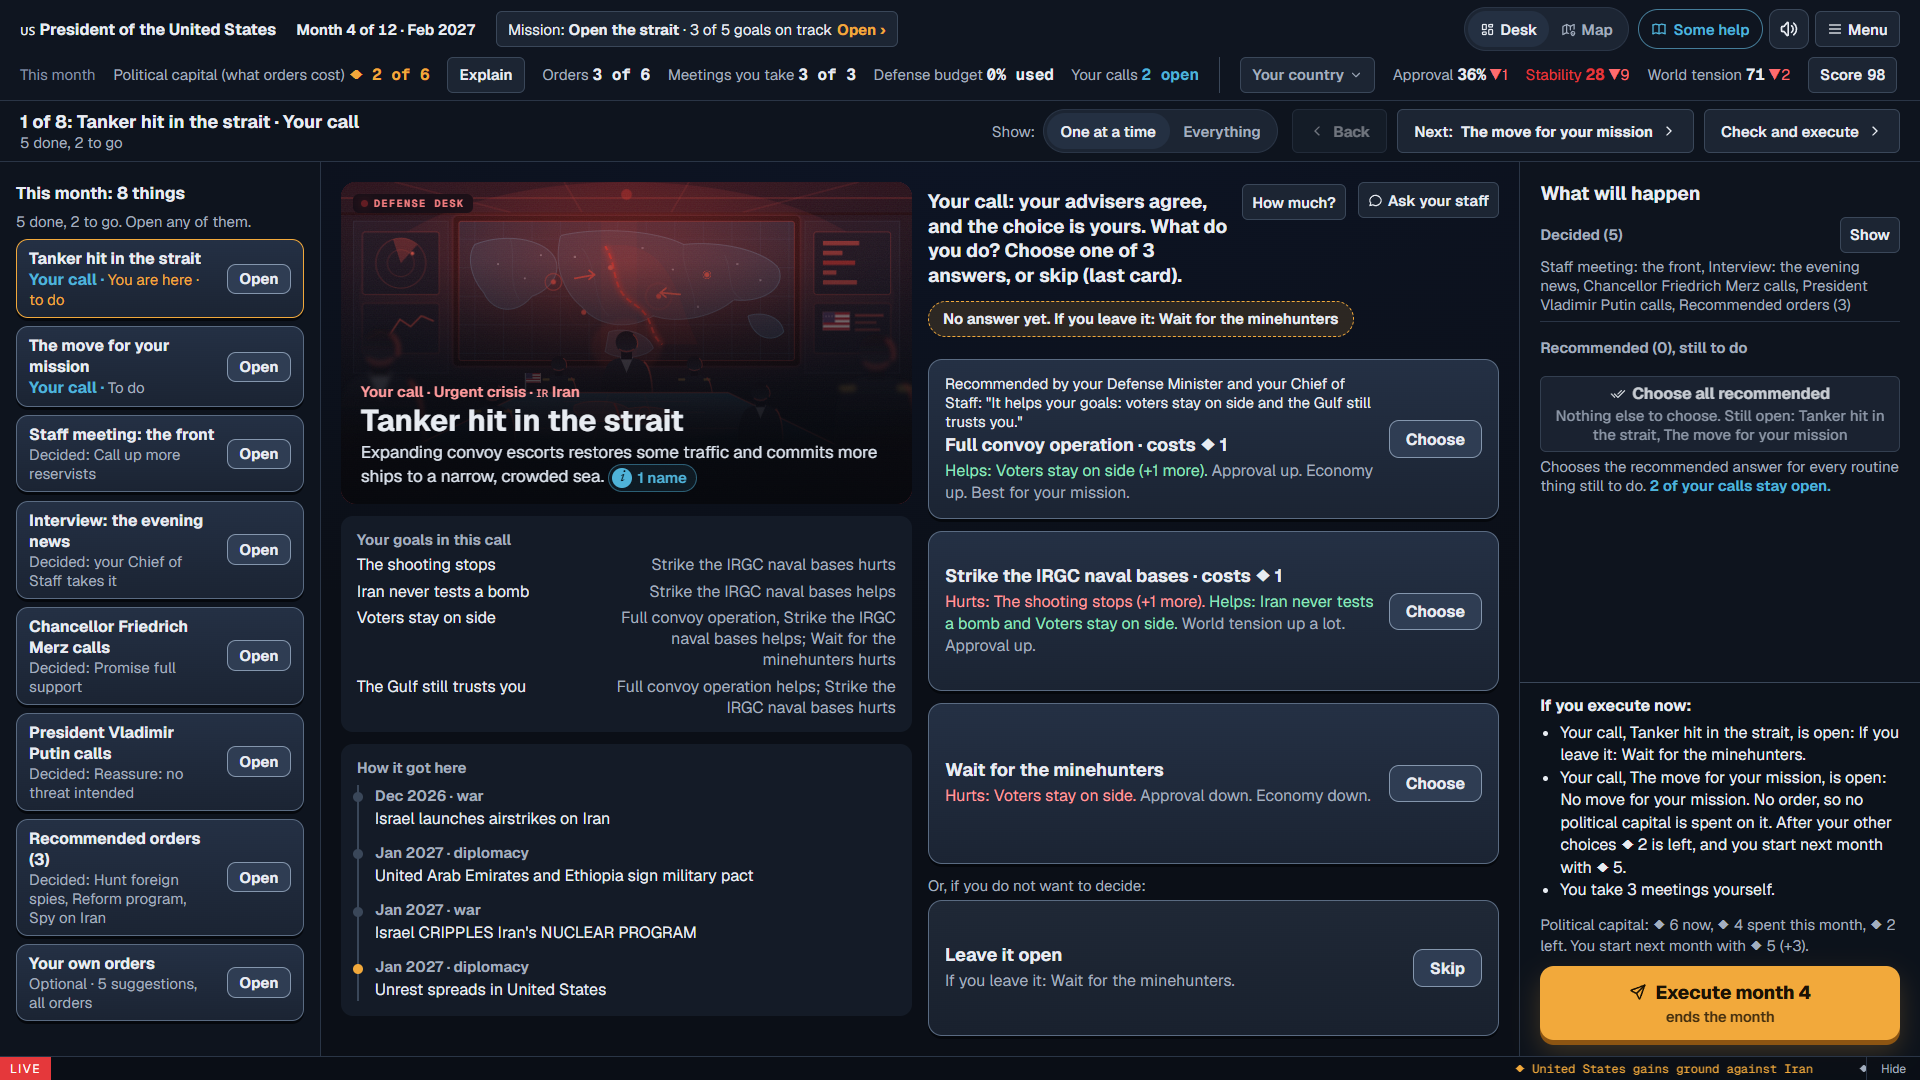 US President of the United States
Month 4 of 12 · Feb 2027
Mission: Open the strait · 3 of 5 goals on track Open ›
Desk
Map
Some help
Menu
This month
Political capital (what orders cost) ◆ 2 of 6
Explain
Orders 3 of 6
Meetings you take 3 of 3
Defense budget 0% used
Your calls 2 open
Your country
Approval 36% ▼1
Stability 28 ▼9
World tension 71 ▼2
Score 98
1 of 8: Tanker hit in the strait · Your call
5 done, 2 to go
Show:
One at a time
Everything
Back
Next: The move for your mission
Check and execute
This month: 8 things
5 done, 2 to go. Open any of them.
Tanker hit in the strait
Your call · You are here ·
to do
Open
The move for your
mission
Your call · To do
Open
Staff meeting: the front
Decided: Call up more
reservists
Open
Interview: the evening
news
Decided: your Chief of
Staff takes it
Open
Chancellor Friedrich
Merz calls
Decided: Promise full
support
Open
President Vladimir
Putin calls
Decided: Reassure: no
threat intended
Open
Recommended orders
(3)
Decided: Hunt foreign
spies, Reform program,
Spy on Iran
Open
Your own orders
Optional · 5 suggestions,
all orders
Open
DEFENSE DESK
Your call · Urgent crisis · IR Iran
Tanker hit in the strait
Expanding convoy escorts restores some traffic and commits more
ships to a narrow, crowded sea. i 1 name
Your goals in this call
The shooting stops
Strike the IRGC naval bases hurts
Iran never tests a bomb
Strike the IRGC naval bases helps
Voters stay on side
Full convoy operation, Strike the IRGC
naval bases helps; Wait for the
minehunters hurts
The Gulf still trusts you
Full convoy operation helps; Strike the
IRGC naval bases hurts
How it got here
Dec 2026 · war
Israel launches airstrikes on Iran
Jan 2027 · diplomacy
United Arab Emirates and Ethiopia sign military pact
Jan 2027 · war
Israel CRIPPLES Iran's NUCLEAR PROGRAM
Jan 2027 · diplomacy
Unrest spreads in United States
Your call: your advisers agree,
and the choice is yours. What do
you do? Choose one of 3
answers, or skip (last card).
How much?
Ask your staff
No answer yet. If you leave it: Wait for the minehunters
Recommended by your Defense Minister and your Chief of
Staff: "It helps your goals: voters stay on side and the Gulf still
trusts you."
Full convoy operation · costs ◆ 1
Helps: Voters stay on side (+1 more). Approval up. Economy
up. Best for your mission.
Choose
Strike the IRGC naval bases · costs ◆ 1
Hurts: The shooting stops (+1 more). Helps: Iran never tests
a bomb and Voters stay on side. World tension up a lot.
Approval up.
Choose
Wait for the minehunters
Hurts: Voters stay on side. Approval down. Economy down.
Choose
Or, if you do not want to decide:
Leave it open
If you leave it: Wait for the minehunters.
Skip
What will happen
Decided (5)
Show
Staff meeting: the front, Interview: the evening
news, Chancellor Friedrich Merz calls, President
Vladimir Putin calls, Recommended orders (3)
Recommended (0), still to do
Choose all recommended
Nothing else to choose. Still open: Tanker hit in
the strait, The move for your mission
Chooses the recommended answer for every routine
thing still to do. 2 of your calls stay open.
If you execute now:
• Your call, Tanker hit in the strait, is open: If you
leave it: Wait for the minehunters.
• Your call, The move for your mission, is open:
No move for your mission. No order, so no
political capital is spent on it. After your other
choices ◆ 2 is left, and you start next month
with ◆ 5.
• You take 3 meetings yourself.
Political capital: ◆ 6 now, ◆ 4 spent this month, ◆ 2
left. You start next month with ◆ 5 (+3).
Execute month 4
ends the month
LIVE
◆ United States gains ground against Iran
Hide